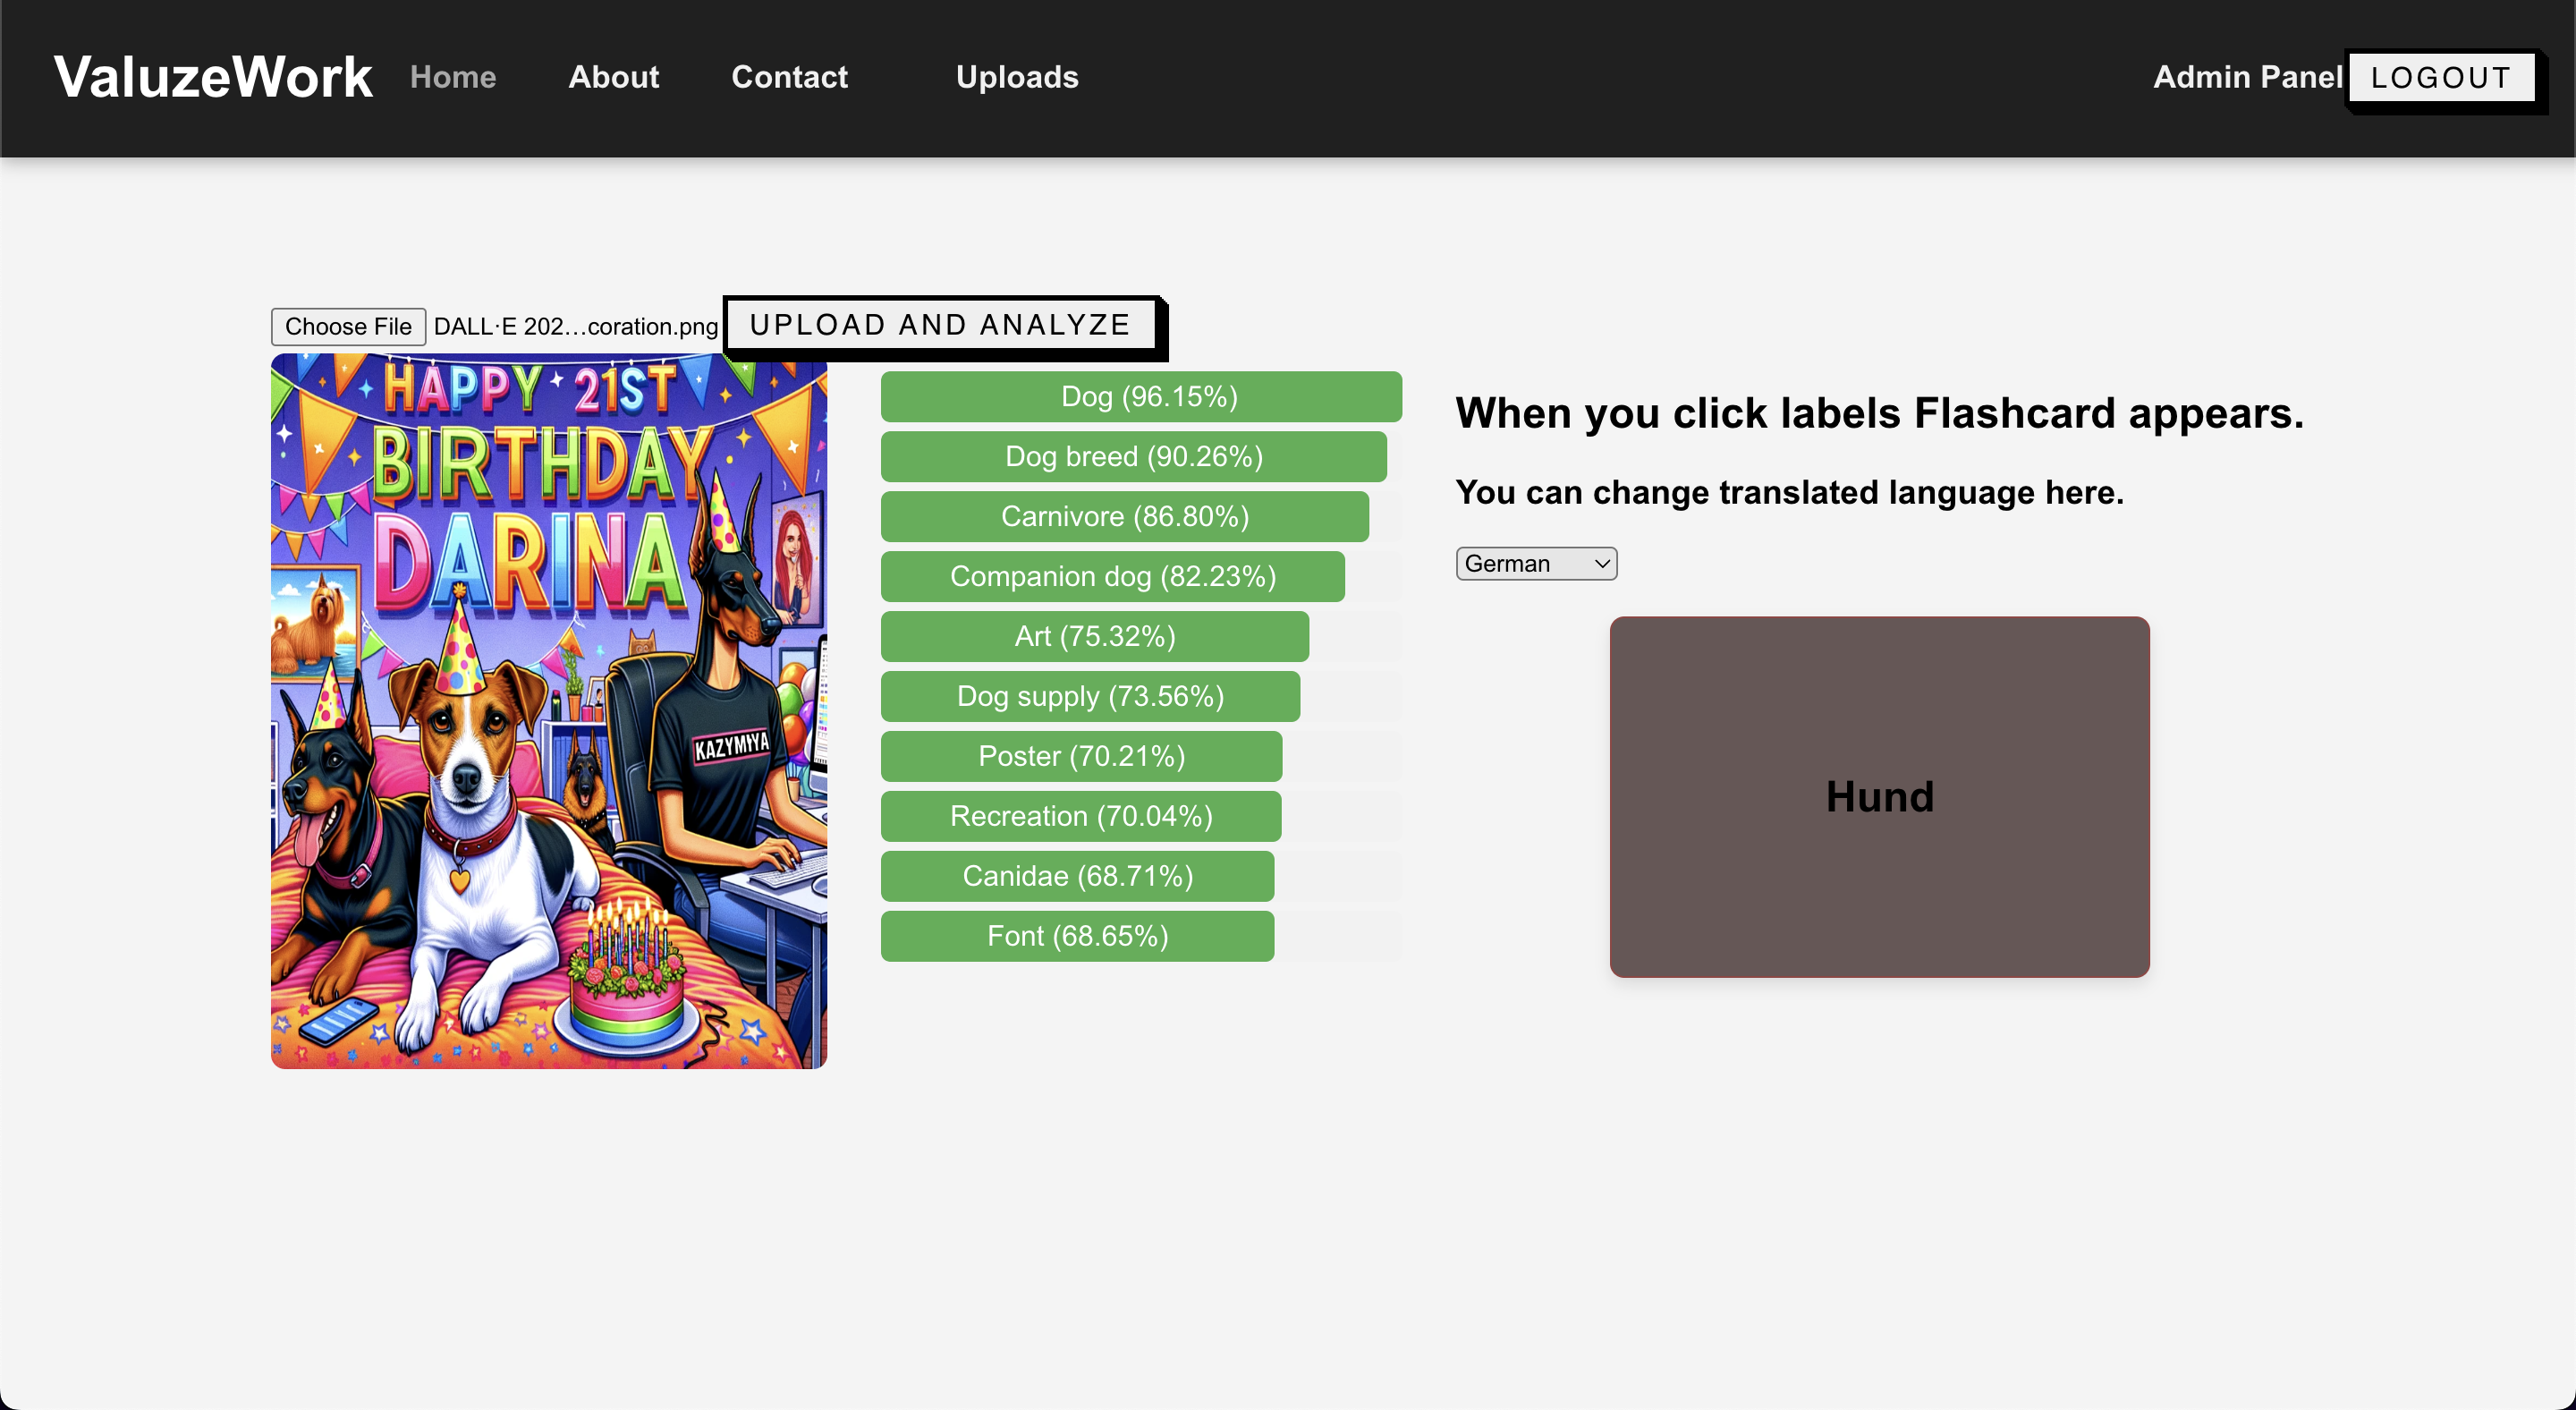 ValuzeWork Home About Contact Uploads Admin Panel LOGOUT
Choose File DALL·E 202…coration.png UPLOAD AND ANALYZE
HAPPY 21ST
BIRTHDAY
DARINA
KAZYMIYA
Dog (96.15%)
Dog breed (90.26%)
Carnivore (86.80%)
Companion dog (82.23%)
Art (75.32%)
Dog supply (73.56%)
Poster (70.21%)
Recreation (70.04%)
Canidae (68.71%)
Font (68.65%)
When you click labels Flashcard appears.
You can change translated language here.
German
Hund